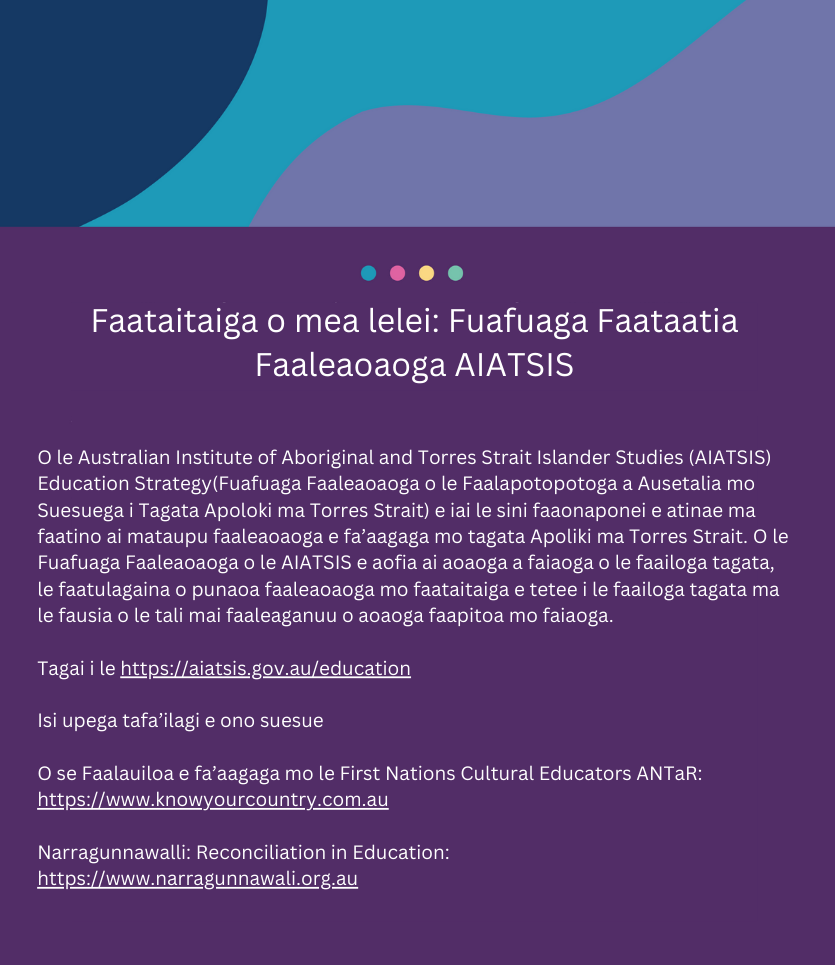 Faataitaiga o mea lelei: Fuafuaga Faataatia
Faaleaoaoga AIATSIS
O le Australian Institute of Aboriginal and Torres Strait Islander Studies (AIATSIS)
Education Strategy(Fuafuaga Faaleaoaoga o le Faalapotopotoga a Ausetalia mo
Suesuega i Tagata Apoloki ma Torres Strait) e iai le sini faaonaponei e atinae ma
faatino ai mataupu faaleaoaoga e fa’aagaga mo tagata Apoliki ma Torres Strait. O le
Fuafuaga Faaleaoaoga o le AIATSIS e aofia ai aoaoga a faiaoga o le faailoga tagata,
le faatulagaina o punaoa faaleaoaoga mo faataitaiga e tetee i le faailoga tagata ma
le fausia o le tali mai faaleaganuu o aoaoga faapitoa mo faiaoga.
Tagai i le https://aiatsis.gov.au/education
Isi upega tafa’ilagi e ono suesue
O se Faalauiloa e fa’aagaga mo le First Nations Cultural Educators ANTaR:
https://www.knowyourcountry.com.au
Narragunnawalli: Reconciliation in Education:
https://www.narragunnawali.org.au